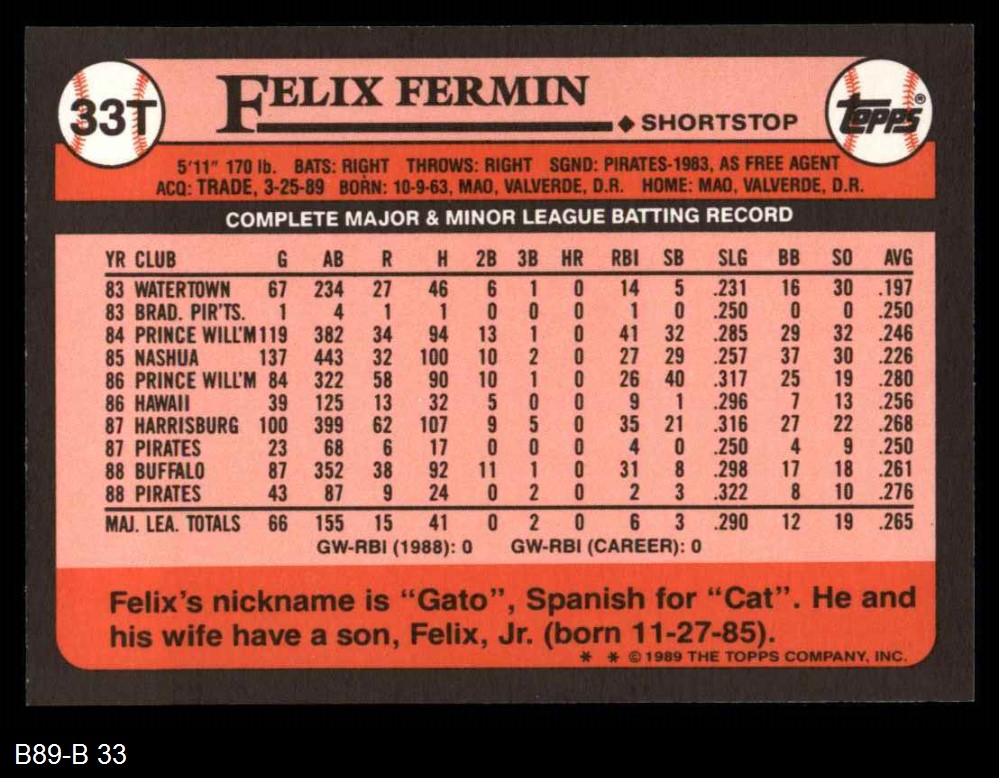 33T
FELIX FERMIN
◆ SHORTSTOP
TOPPS®
5'11" 170 lb. BATS: RIGHT THROWS: RIGHT SGND: PIRATES-1983, AS FREE AGENT
ACQ: TRADE, 3-25-89 BORN: 10-9-63, MAO, VALVERDE, D.R. HOME: MAO, VALVERDE, D.R.
COMPLETE MAJOR & MINOR LEAGUE BATTING RECORD
YR CLUB G AB R H 2B 3B HR RBI SB SLG BB SO AVG
83 WATERTOWN 67 234 27 46 6 1 0 14 5 .231 16 30 .197
83 BRAD. PIR'TS. 1 4 1 1 0 0 0 1 0 .250 0 0 .250
84 PRINCE WILL'M 119 382 34 94 13 1 0 41 32 .285 29 32 .246
85 NASHUA 137 443 32 100 10 2 0 27 29 .257 37 30 .226
86 PRINCE WILL'M 84 322 58 90 10 1 0 26 40 .317 25 19 .280
86 HAWAII 39 125 13 32 5 0 0 9 1 .296 7 13 .256
87 HARRISBURG 100 399 62 107 9 5 0 35 21 .316 27 22 .268
87 PIRATES 23 68 6 17 0 0 0 4 0 .250 4 9 .250
88 BUFFALO 87 352 38 92 11 1 0 31 8 .298 17 18 .261
88 PIRATES 43 87 9 24 0 2 0 2 3 .322 8 10 .276
MAJ. LEA. TOTALS 66 155 15 41 0 2 0 6 3 .290 12 19 .265
GW-RBI (1988): 0 GW-RBI (CAREER): 0
Felix's nickname is "Gato", Spanish for "Cat". He and
his wife have a son, Felix, Jr. (born 11-27-85).
* * © 1989 THE TOPPS COMPANY, INC.
B89-B 33